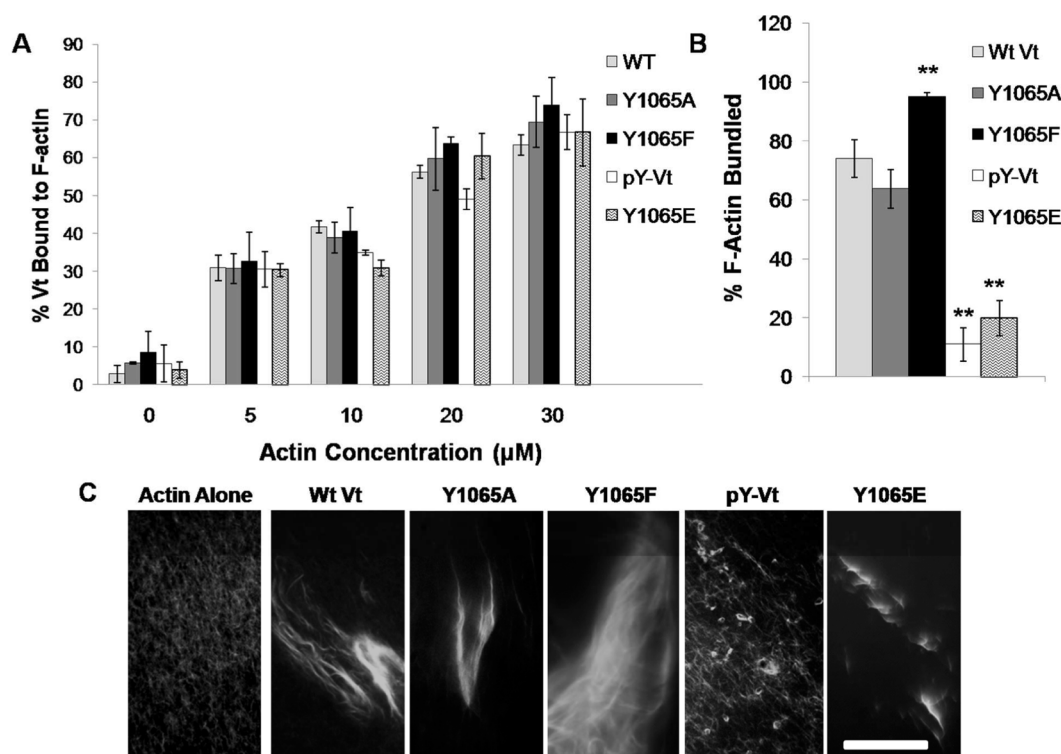 A
% Vt Bound to F-actin
90
80
70
60
50
40
30
20
10
0
0 5 10 20 30
Actin Concentration (µM)
WT
Y1065A
Y1065F
pY-Vt
Y1065E
B
% F-Actin Bundled
120
100
80
60
40
20
0
**
**
**
Wt Vt
Y1065A
Y1065F
pY-Vt
Y1065E
C
Actin Alone Wt Vt Y1065A Y1065F pY-Vt Y1065E